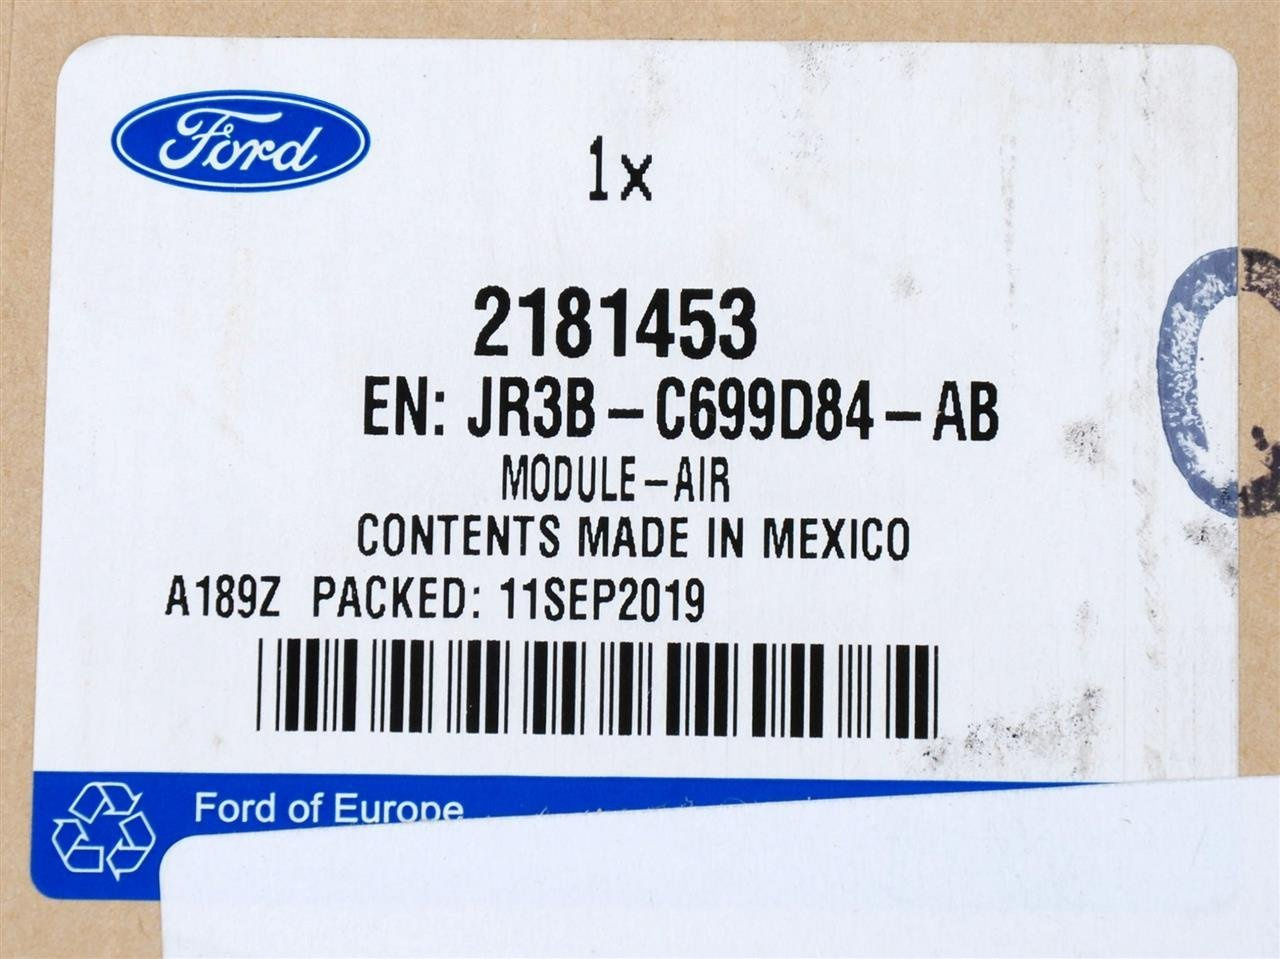 Ford
1x
2181453
EN: JR3B-C699D84-AB
MODULE-AIR
CONTENTS MADE IN MEXICO
A189Z PACKED: 11SEP2019
Ford of Europe